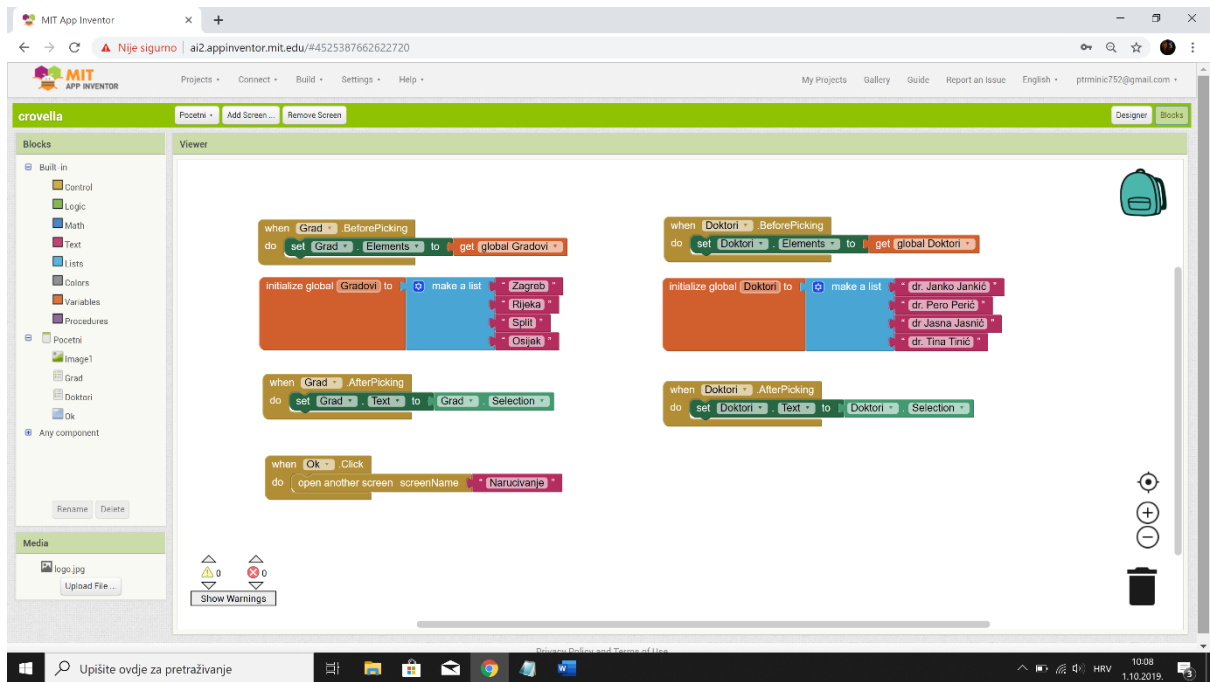 MIT App Inventor
Nije sigurno ai2.appinventor.mit.edu/#4525387662622720
MIT
APP INVENTOR
Projects Connect Build Settings Help My Projects Gallery Guide Report an Issue English ptrminic752@gmail.com
crovella Pocetni Add Screen ... Remove Screen Designer Blocks
Blocks Viewer
Built-in
Control
Logic
Math
Text
Lists
Colors
Variables
Procedures
Pocetni
Image1
Grad
Doktori
Ok
Any component
Rename Delete
Media
logo.jpg
Upload File ...
when Grad .BeforePicking
do set Grad . Elements to get global Gradovi
initialize global Gradovi to make a list " Zagreb "
" Rijeka "
" Split "
" Osijek "
when Grad .AfterPicking
do set Grad . Text to Grad . Selection
when Ok .Click
do open another screen screenName " Narucivanje "
when Doktori .BeforePicking
do set Doktori . Elements to get global Doktori
initialize global Doktori to make a list " dr. Janko Jankić "
" dr. Pero Perić "
" dr Jasna Jasnić "
" dr. Tina Tinić "
when Doktori .AfterPicking
do set Doktori . Text to Doktori . Selection
0 0
Show Warnings
Privacy Policy and Terms of Use
Upišite ovdje za pretraživanje
HRV
10:08
1.10.2019.
3